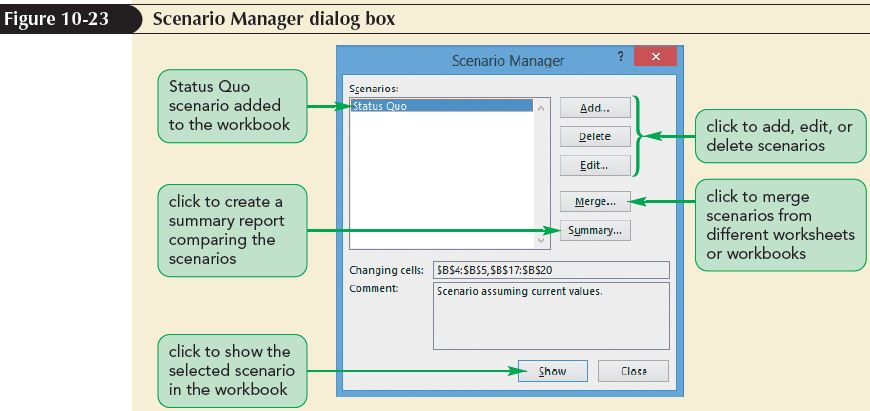 Figure 10-23
Scenario Manager dialog box
Scenario Manager
?
x
Scenarios:
Status Quo
Add...
Delete
Edit...
Merge...
Summary...
Changing cells:
$B$4:$B$5,$B$17:$B$20
Comment:
Scenario assuming current values.
Show
Close
Status Quo
scenario added
to the workbook
click to create a
summary report
comparing the
scenarios
click to show the
selected scenario
in the workbook
click to add, edit, or
delete scenarios
click to merge
scenarios from
different worksheets
or workbooks